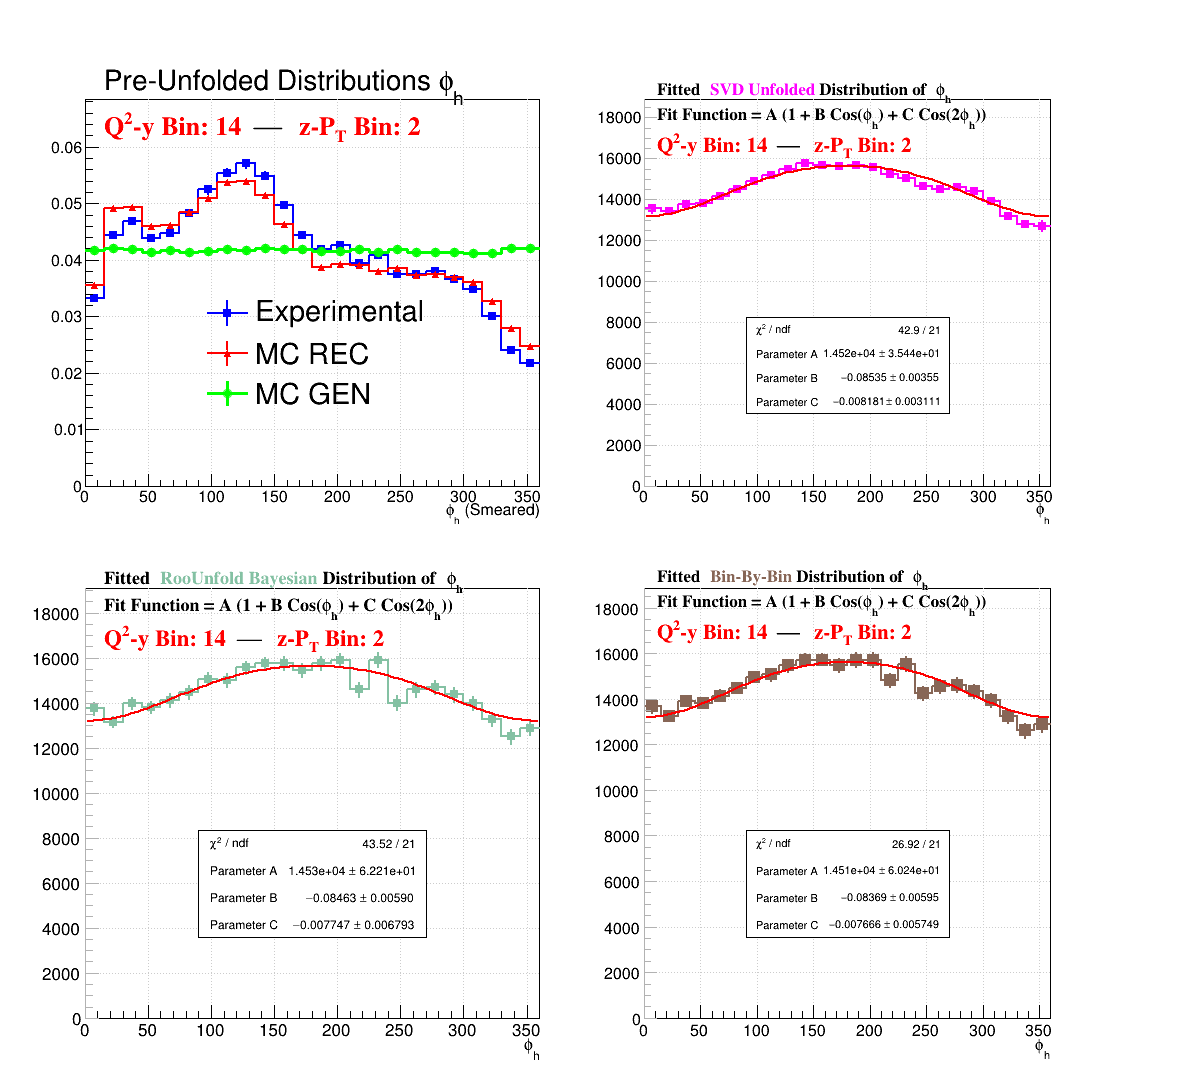 Pre-Unfolded Distributions ϕh
Q²-y Bin: 14 — z-PT Bin: 2
0.06
0.05
0.04
0.03
0.02
0.01
0
Experimental
MC REC
MC GEN
0 50 100 150 200 250 300 350
ϕh (Smeared)
Fitted SVD Unfolded Distribution of ϕh
Fit Function = A (1 + B Cos(ϕh) + C Cos(2ϕh))
Q²-y Bin: 14 — z-PT Bin: 2
18000
16000
14000
12000
10000
8000
6000
4000
2000
0
χ² / ndf 42.9 / 21
Parameter A 1.452e+04 ± 3.544e+01
Parameter B −0.08535 ± 0.00355
Parameter C −0.008181 ± 0.003111
0 50 100 150 200 250 300 350
ϕh
Fitted RooUnfold Bayesian Distribution of ϕh
Fit Function = A (1 + B Cos(ϕh) + C Cos(2ϕh))
Q²-y Bin: 14 — z-PT Bin: 2
18000
16000
14000
12000
10000
8000
6000
4000
2000
0
χ² / ndf 43.52 / 21
Parameter A 1.453e+04 ± 6.221e+01
Parameter B −0.08463 ± 0.00590
Parameter C −0.007747 ± 0.006793
0 50 100 150 200 250 300 350
ϕh
Fitted Bin-By-Bin Distribution of ϕh
Fit Function = A (1 + B Cos(ϕh) + C Cos(2ϕh))
Q²-y Bin: 14 — z-PT Bin: 2
18000
16000
14000
12000
10000
8000
6000
4000
2000
0
χ² / ndf 26.92 / 21
Parameter A 1.451e+04 ± 6.024e+01
Parameter B −0.08369 ± 0.00595
Parameter C −0.007666 ± 0.005749
0 50 100 150 200 250 300 350
ϕh